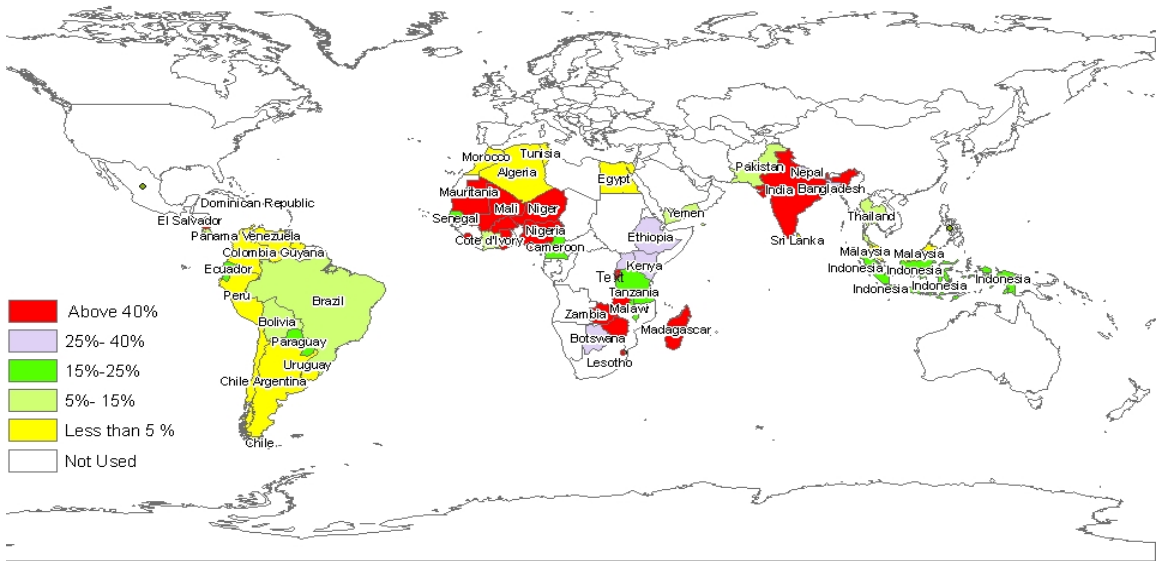 Morocco
Tunisia
Algeria
Egypt
Pakistan
Nepal
India
Bangladesh
Mauritania
Mali
Niger
Dominican Republic
El Salvador
Senegal
Yemen
Thailand
Panama
Venezuela
Nigeria
Cote d'Ivory
Cameroon
Ethiopia
Sri Lanka
Colombia
Guyana
Malaysia
Malaysia
Ecuador
Kenya
Text
Indonesia
Indonesia
Indonesia
Indonesia
Indonesia
Peru
Brazil
Tanzania
Malawi
Zambia
Madagascar
Bolivia
Paraguay
Botswana
Uruguay
Lesotho
Chile
Argentina
Chile
Above 40%
25%- 40%
15%-25%
5%- 15%
Less than 5 %
Not Used